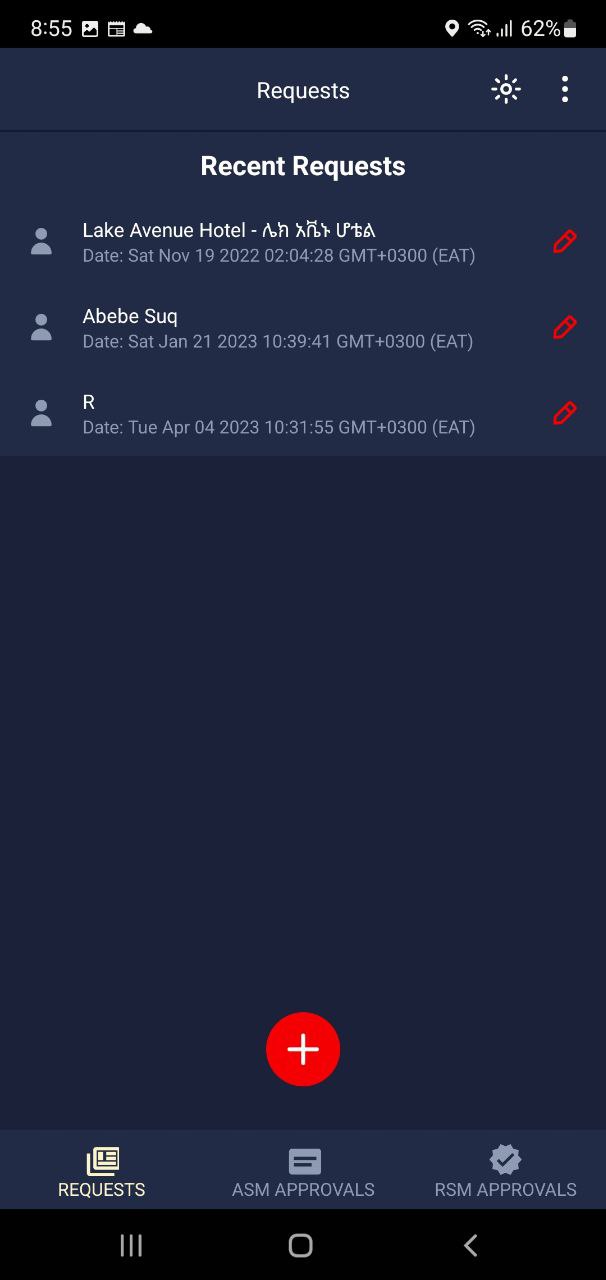 8:55
62%
Requests
Recent Requests
Lake Avenue Hotel - ሌክ አቬኑ ሆቴል
Date: Sat Nov 19 2022 02:04:28 GMT+0300 (EAT)
Abebe Suq
Date: Sat Jan 21 2023 10:39:41 GMT+0300 (EAT)
R
Date: Tue Apr 04 2023 10:31:55 GMT+0300 (EAT)
REQUESTS
ASM APPROVALS
RSM APPROVALS